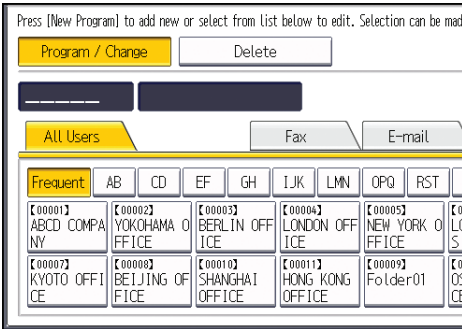 Press [New Program] to add new or select from list below to edit. Selection can be mad
Program / Change
Delete
_____
All Users
Fax
E-mail
Frequent AB CD EF GH IJK LMN OPQ RST
【00001】 【00002】 【00003】 【00004】 【00005】
ABCD COMPA YOKOHAMA O BERLIN OFF LONDON OFF NEW YORK O
NY FFICE ICE ICE FFICE
【00007】 【00008】 【00010】 【00011】 【00009】
KYOTO OFFI BEIJING OF SHANGHAI HONG KONG Folder01
CE FICE OFFICE OFFICE